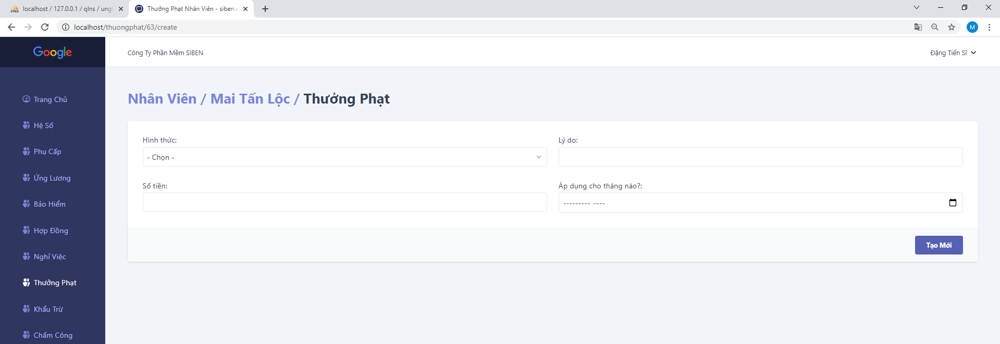 localhost / 127.0.0.1 / qlns / ungl
Thưởng Phạt Nhân Viên - siben.v
localhost/thuongphat/63/create
M
Google
Công Ty Phần Mềm SIBEN
Đặng Tiến Sĩ
Trang Chủ
Hệ Số
Phụ Cấp
Ứng Lương
Bảo Hiểm
Hợp Đồng
Nghỉ Việc
Thưởng Phạt
Khẩu Trừ
Chấm Công
Nhân Viên / Mai Tấn Lộc / Thưởng Phạt
Hình thức:
- Chọn -
Lý do:
Số tiền:
Áp dụng cho tháng nào?:
--------- ----
Tạo Mới